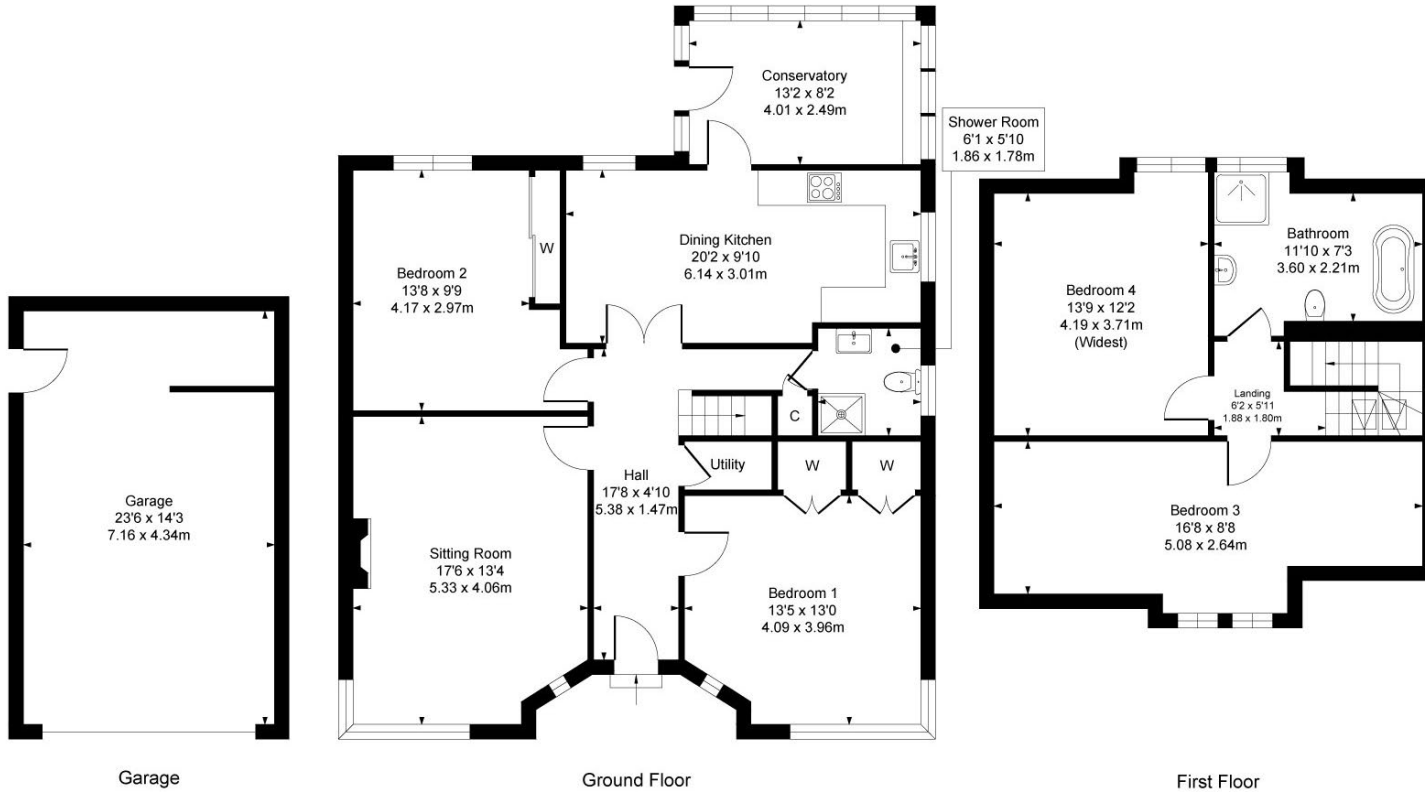 Garage
23'6 x 14'3
7.16 x 4.34m
Garage
Conservatory
13'2 x 8'2
4.01 x 2.49m
Shower Room
6'1 x 5'10
1.86 x 1.78m
Dining Kitchen
20'2 x 9'10
6.14 x 3.01m
W
Bedroom 2
13'8 x 9'9
4.17 x 2.97m
C
Utility
W
W
Hall
17'8 x 4'10
5.38 x 1.47m
Sitting Room
17'6 x 13'4
5.33 x 4.06m
Bedroom 1
13'5 x 13'0
4.09 x 3.96m
Ground Floor
Bathroom
11'10 x 7'3
3.60 x 2.21m
Bedroom 4
13'9 x 12'2
4.19 x 3.71m
(Widest)
Landing
6'2 x 5'11
1.88 x 1.80m
Bedroom 3
16'8 x 8'8
5.08 x 2.64m
First Floor